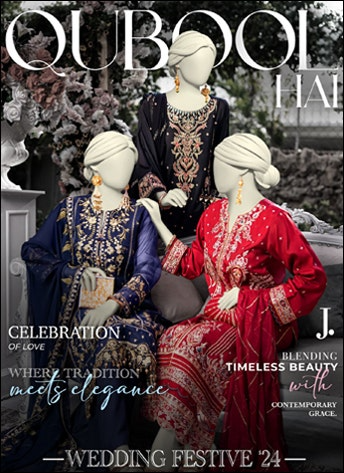 QUBOOL
HAI
CELEBRATION
OF LOVE
WHERE TRADITION
meets elegance
J.
BLENDING
TIMELESS BEAUTY
with
CONTEMPORARY
GRACE.
—WEDDING FESTIVE '24—